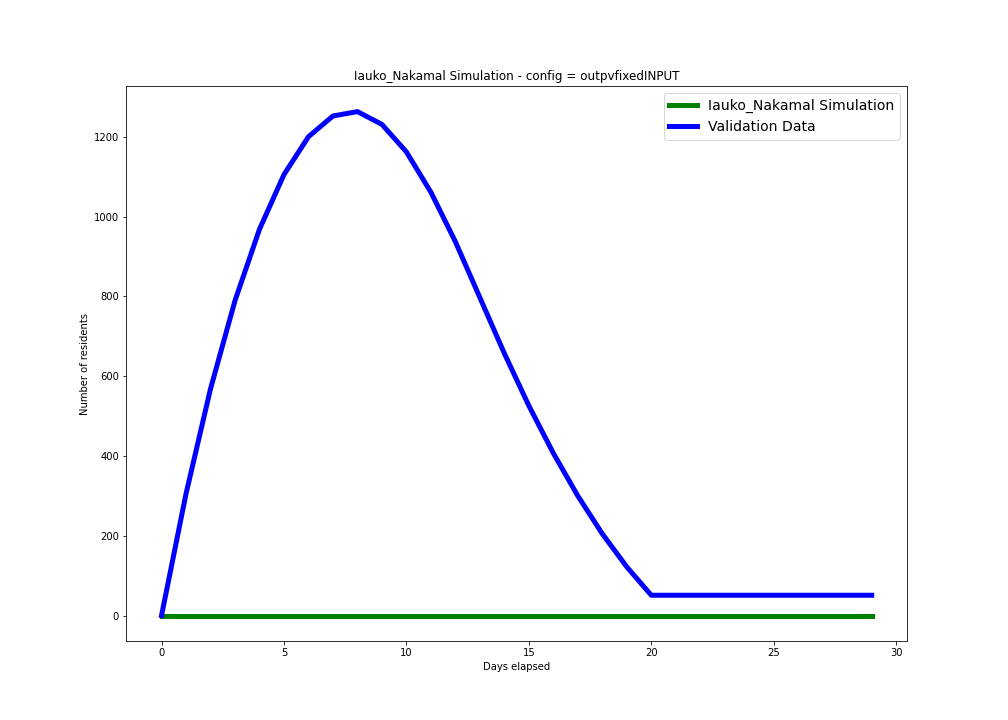 Iauko_Nakamal Simulation - config = outpvfixedINPUT
Iauko_Nakamal Simulation
Validation Data
Number of residents
1200
1000
800
600
400
200
0
0 5 10 15 20 25 30
Days elapsed